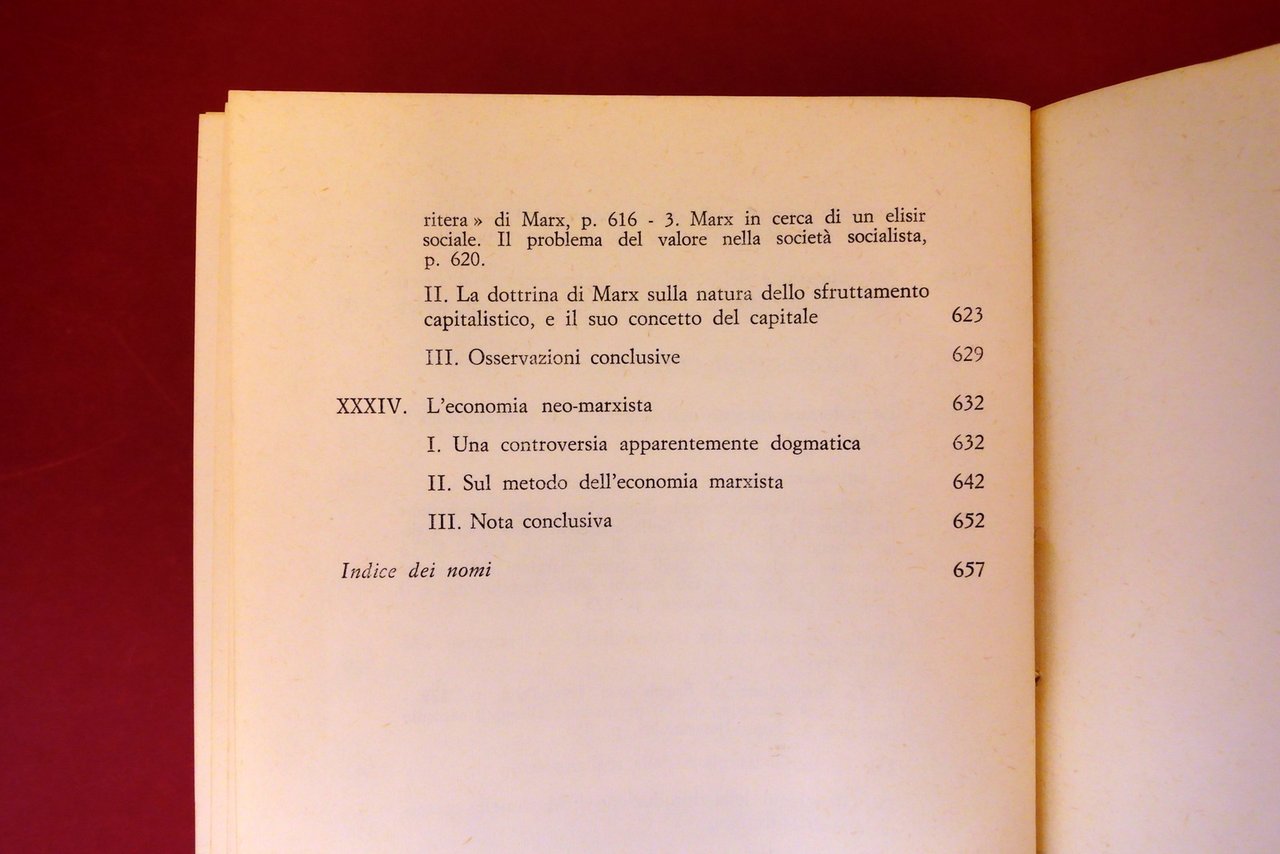 ritera » di Marx, p. 616 - 3. Marx in cerca di un elisir
sociale. Il problema del valore nella società socialista,
p. 620.
II. La dottrina di Marx sulla natura dello sfruttamento
capitalistico, e il suo concetto del capitale 623
III. Osservazioni conclusive 629
XXXIV. L'economia neo-marxista 632
I. Una controversia apparentemente dogmatica 632
II. Sul metodo dell'economia marxista 642
III. Nota conclusiva 652
Indice dei nomi 657